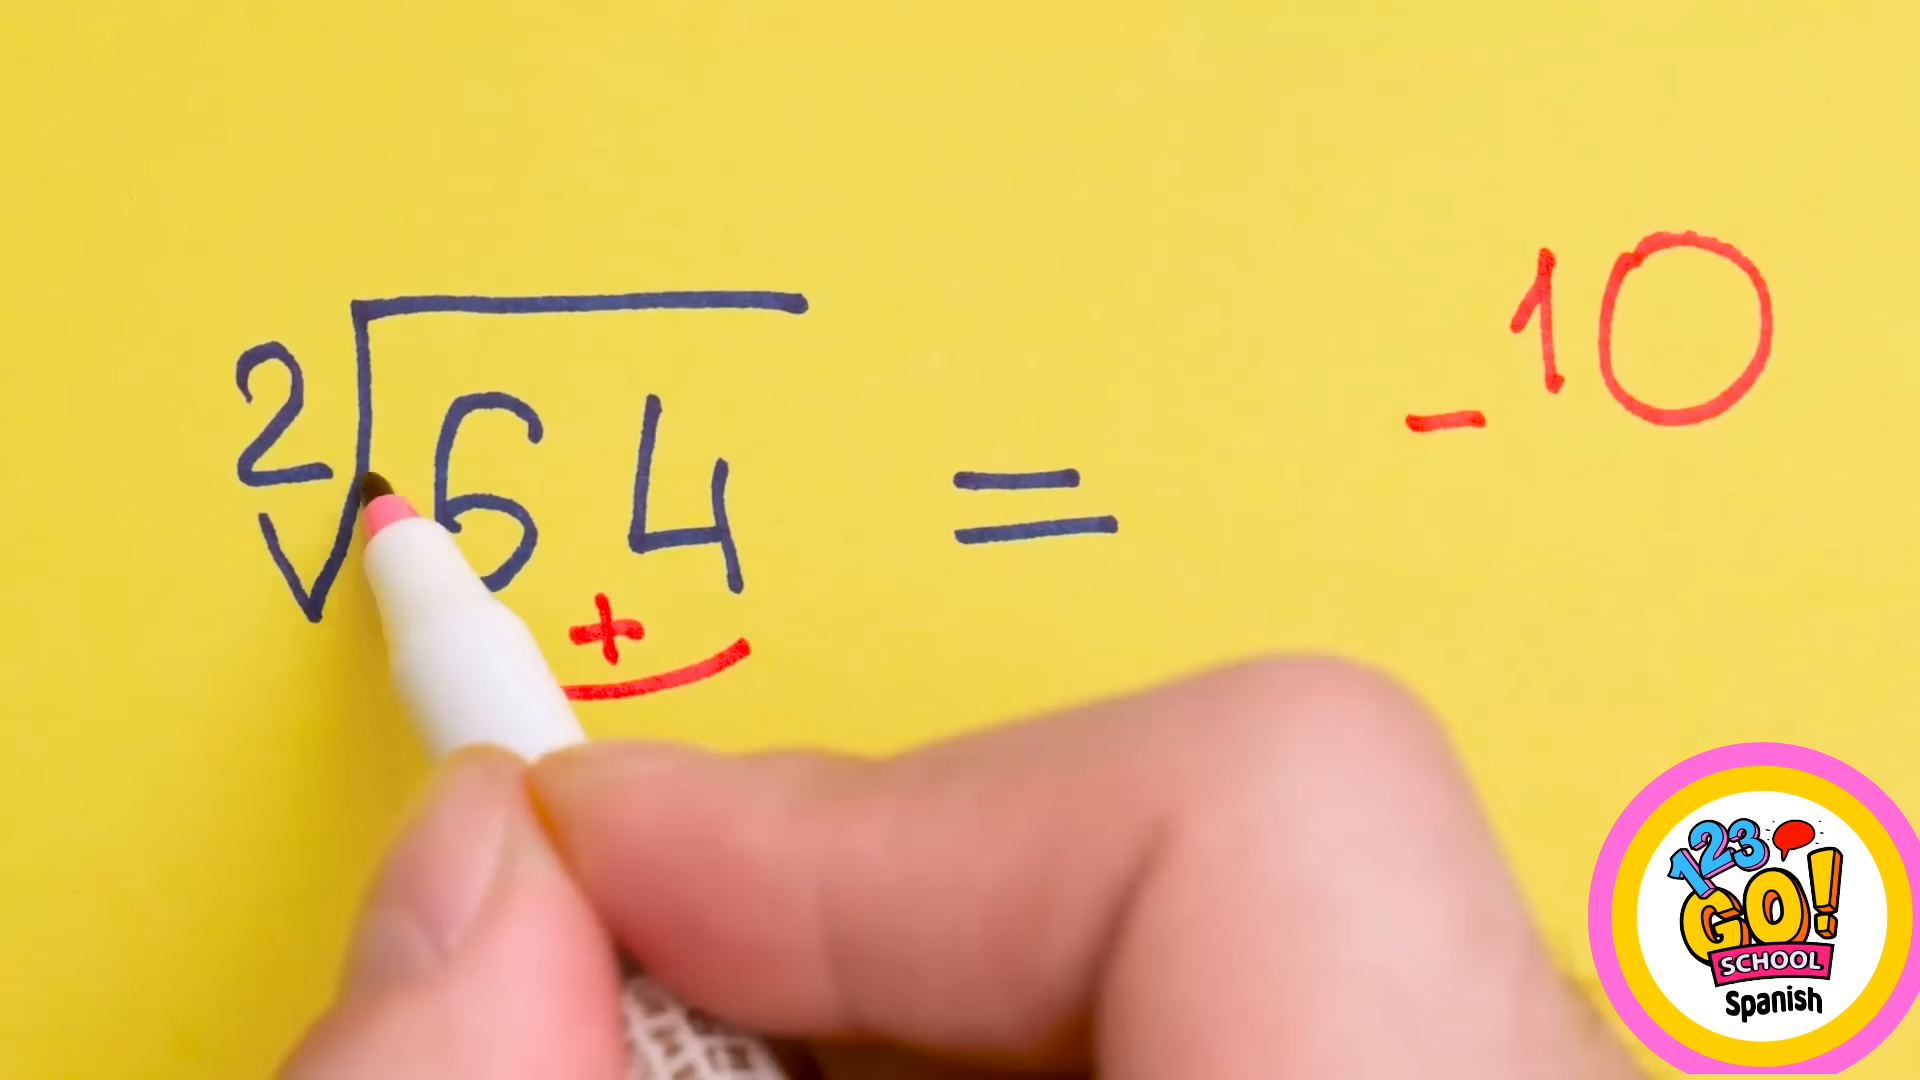 2√64 = - 10
+
123
GO!
SCHOOL
Spanish